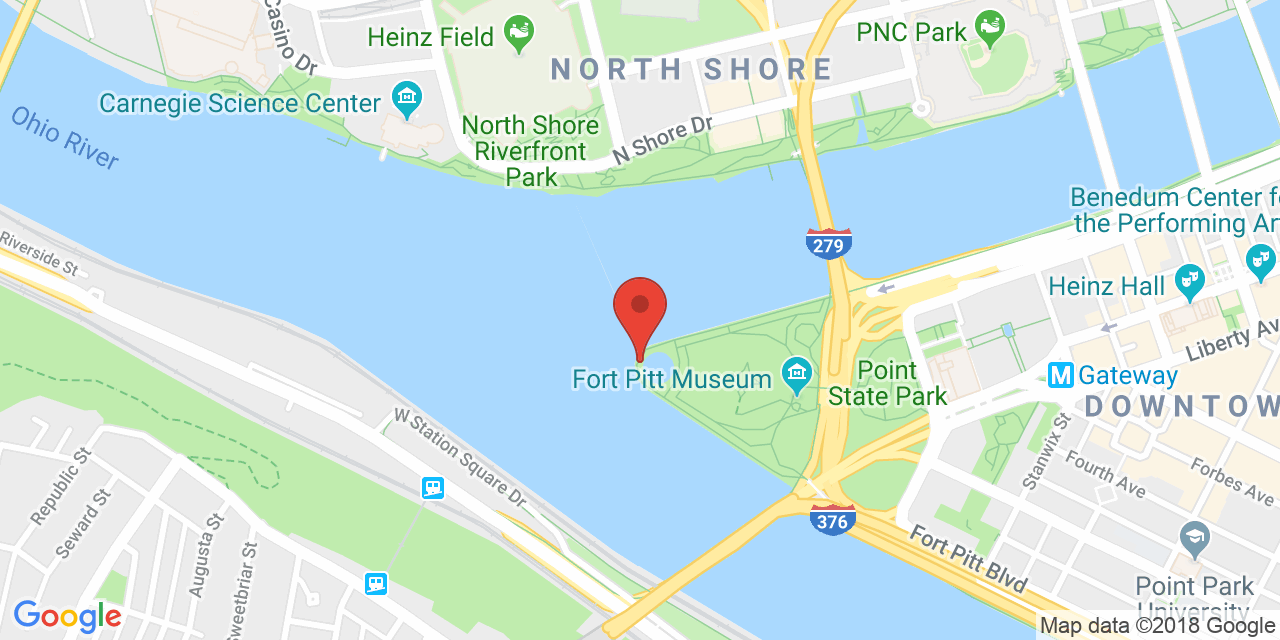 Casino Dr
Heinz Field
PNC Park
NORTH SHORE
Carnegie Science Center
Ohio River
North Shore
Riverfront
Park
N Shore Dr
Benedum Center fo
the Performing Ar
Riverside St
279
Heinz Hall
Liberty Av
Fort Pitt Museum
Point
State Park
M Gateway
DOWNTOW
W Station Square Dr
Stanwix St
Republic St
Seward St
Augusta St
Sweetbriar St
Fourth Ave
Forbes Ave
376
Fort Pitt Blvd
Point Park
University
Google
Map data ©2018 Google